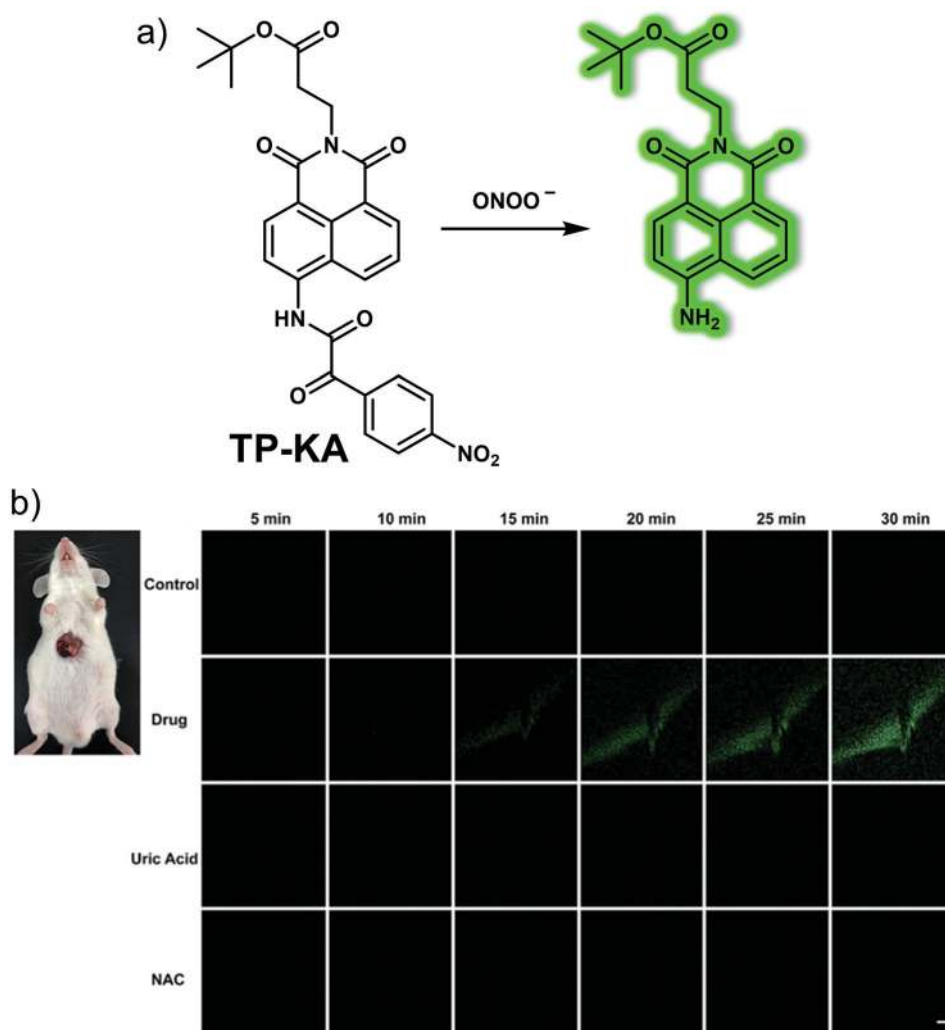 a)
O
O
O
N
O
HN
O
O
NO₂
TP-KA
ONOO⁻
O
O
O
N
O
NH₂
b)
5 min 10 min 15 min 20 min 25 min 30 min
Control
Drug
Uric Acid
NAC